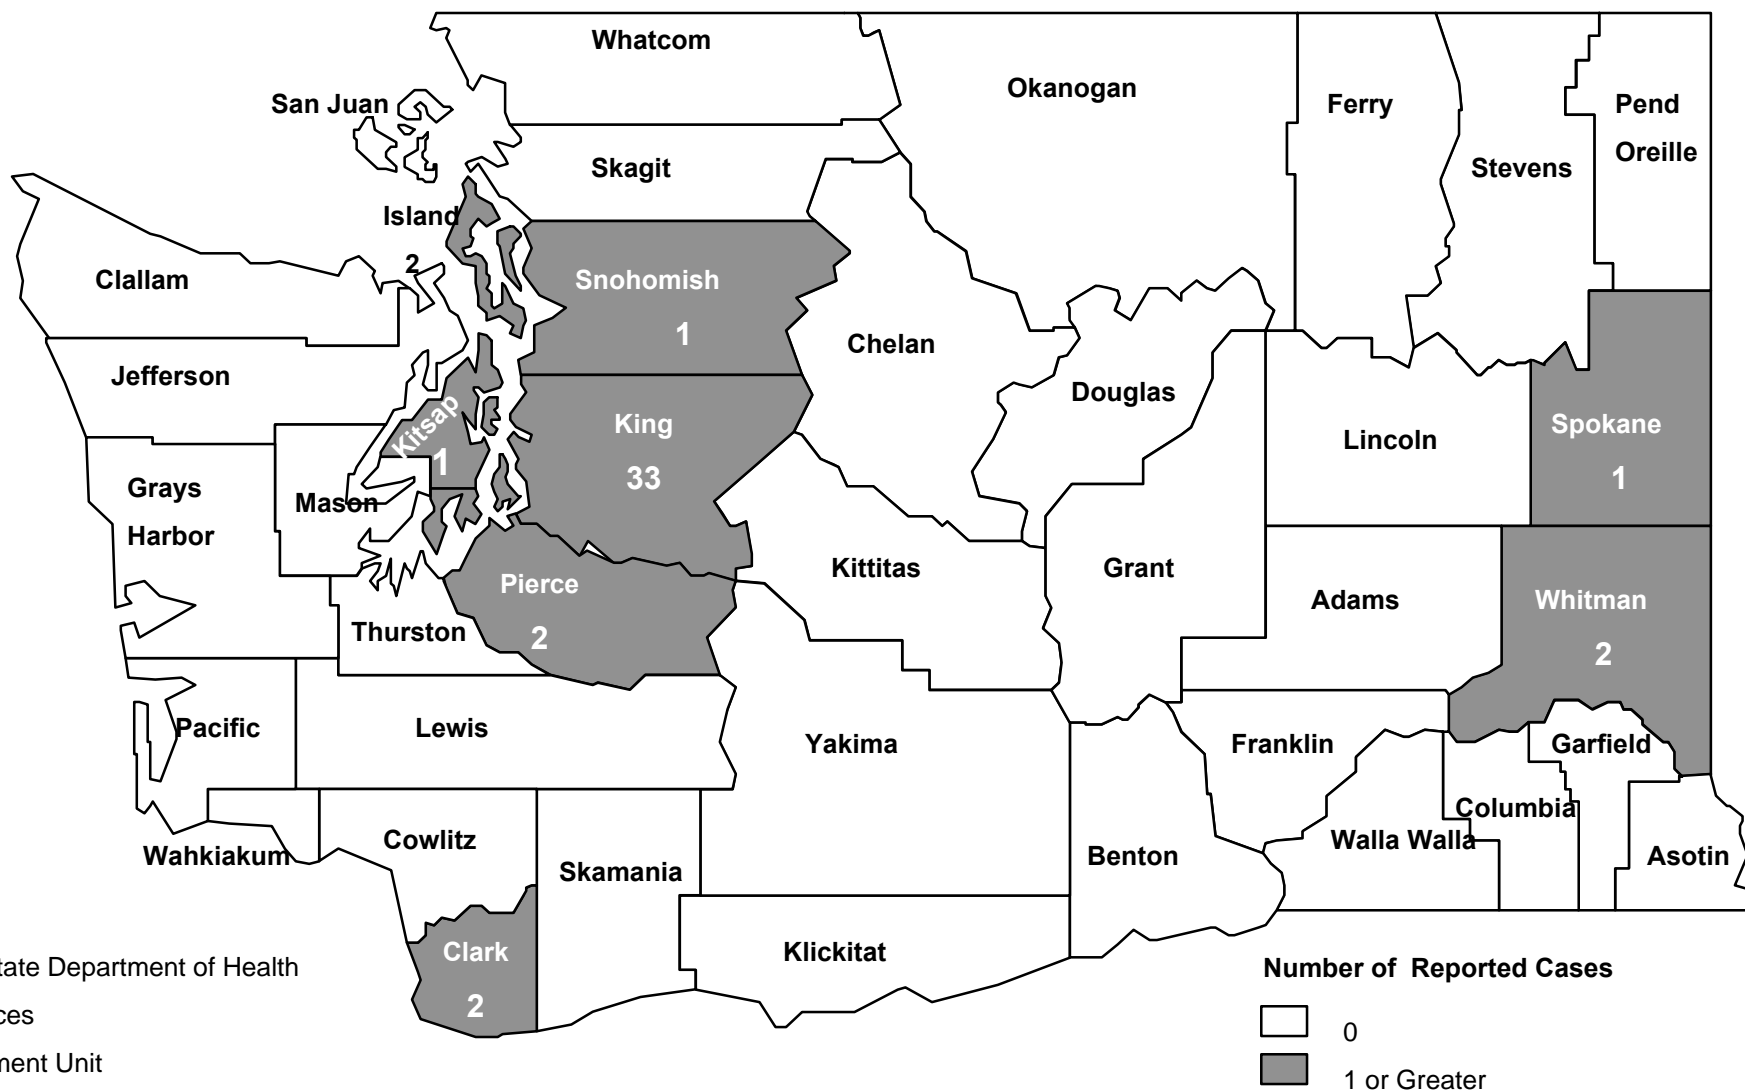 Whatcom
Okanogan
San Juan
Ferry
Pend
Oreille
Skagit
Stevens
Island
2
Clallam
Snohomish
1
Chelan
Jefferson
Douglas
Kitsap
1
King
33
Lincoln
Spokane
1
Grays
Harbor
Mason
Kittitas
Grant
Pierce
2
Adams
Whitman
2
Thurston
Pacific
Lewis
Yakima
Franklin
Garfield
Columbia
Cowlitz
Wahkiakum
Skamania
Benton
Walla Walla
Asotin
Clark
2
Klickitat
tate Department of Health
ces
ment Unit
Number of Reported Cases
0
1 or Greater